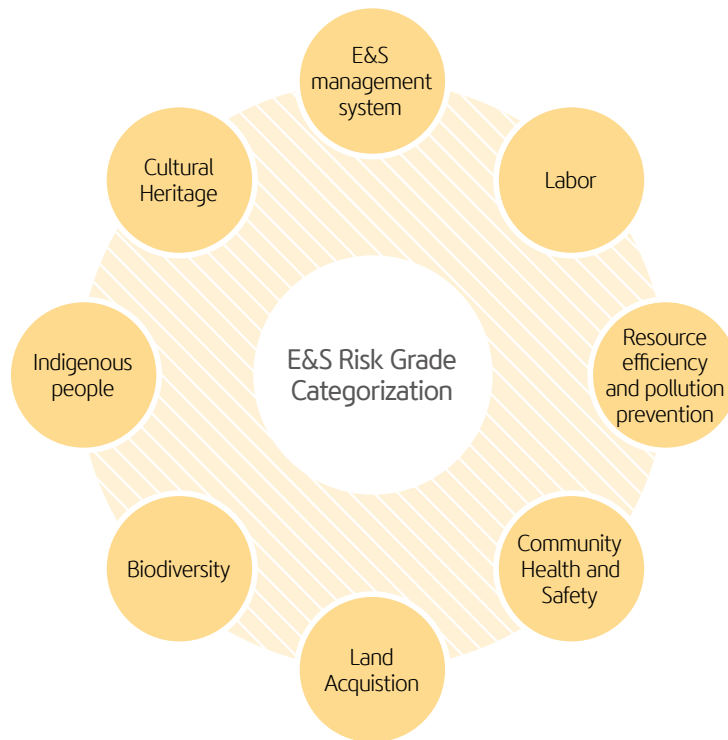 E&S
management
system
Cultural
Heritage
Labor
Indigenous
people
E&S Risk Grade
Categorization
Resource
efficiency
and pollution
prevention
Biodiversity
Community
Health and
Safety
Land
Acquistion